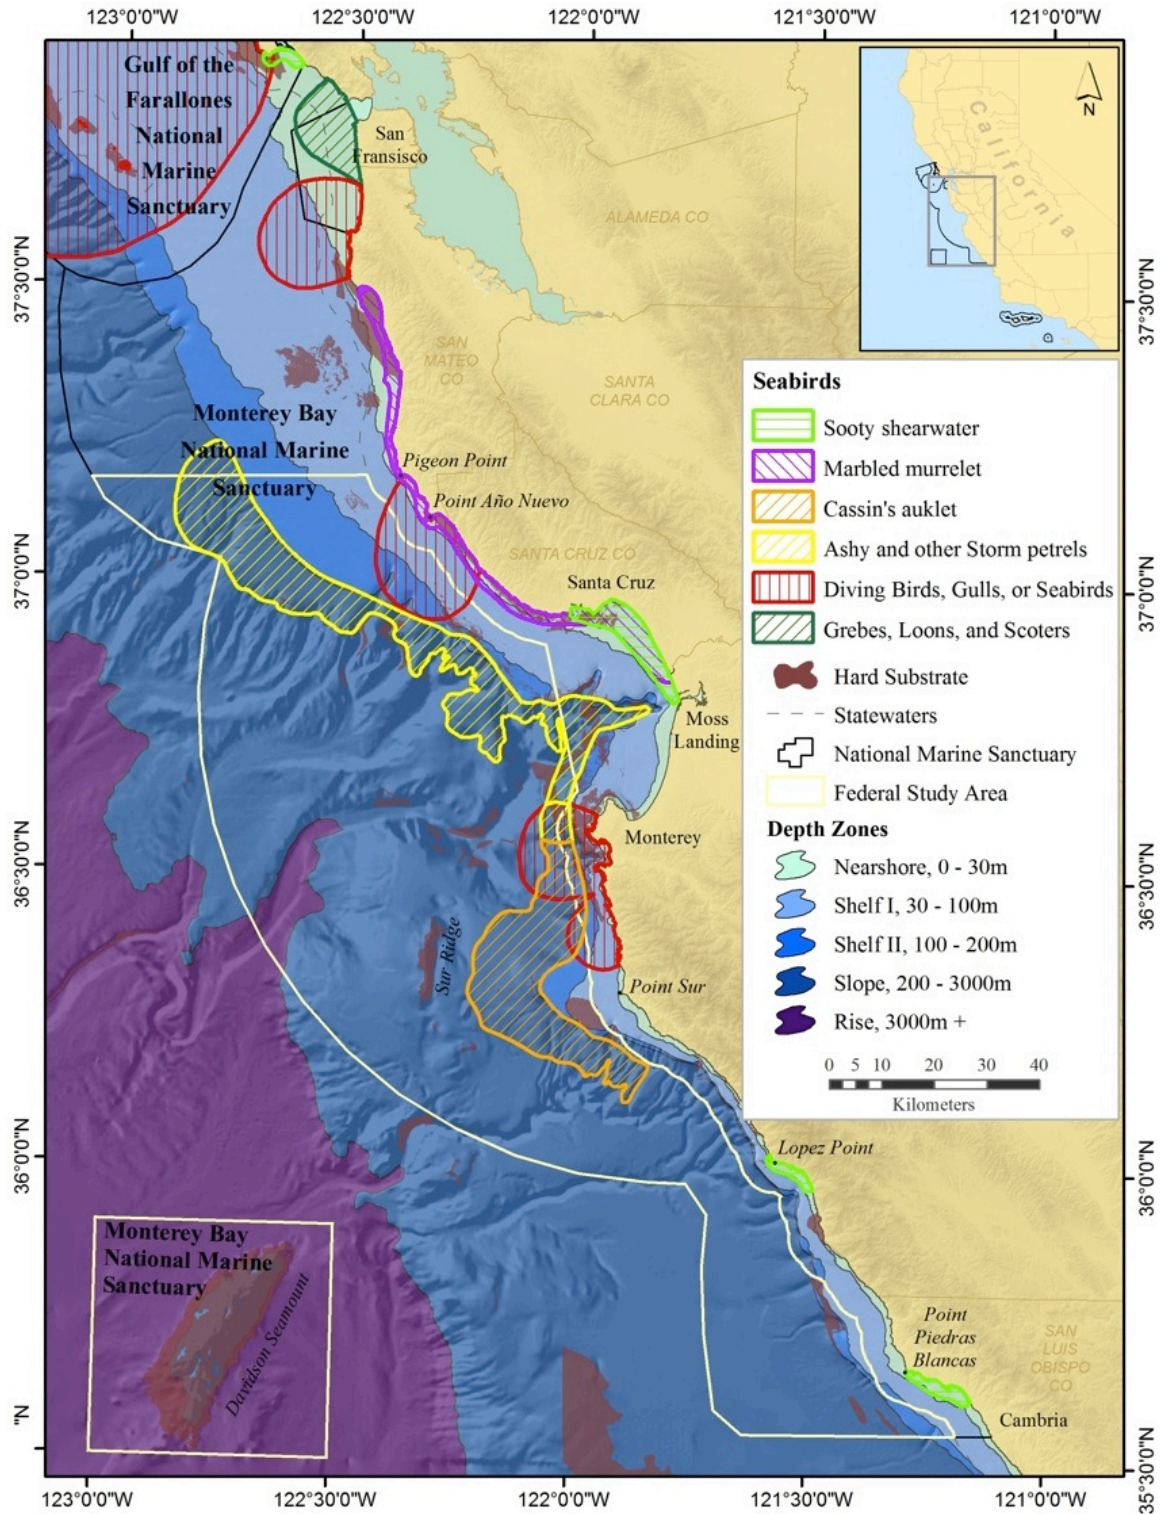 123°0'0"W 122°30'0"W 122°0'0"W 121°30'0"W 121°0'0"W
Gulf of the
Farallones
National
Marine
Sanctuary
San
Fransisco
ALAMEDA CO
California
N
37°30'0"N
37°30'0"N
SAN
MATEO
CO
SANTA
CLARA CO
Monterey Bay
National Marine
Sanctuary
Pigeon Point
Point Año Nuevo
SANTA CRUZ CO
Santa Cruz
37°0'0"N
37°0'0"N
Moss
Landing
Monterey
36°30'0"N
36°30'0"N
Sur Ridge
Point Sur
Seabirds
Sooty shearwater
Marbled murrelet
Cassin's auklet
Ashy and other Storm petrels
Diving Birds, Gulls, or Seabirds
Grebes, Loons, and Scoters
Hard Substrate
Statewaters
National Marine Sanctuary
Federal Study Area
Depth Zones
Nearshore, 0 - 30m
Shelf I, 30 - 100m
Shelf II, 100 - 200m
Slope, 200 - 3000m
Rise, 3000m +
0 5 10 20 30 40
Kilometers
36°0'0"N
36°0'0"N
Lopez Point
Monterey Bay
National Marine
Sanctuary
Davidson Seamount
Point
Piedras
Blancas
SAN
LUIS
OBISPO
CO
Cambria
"N
35°30'0"N
123°0'0"W 122°30'0"W 122°0'0"W 121°30'0"W 121°0'0"W